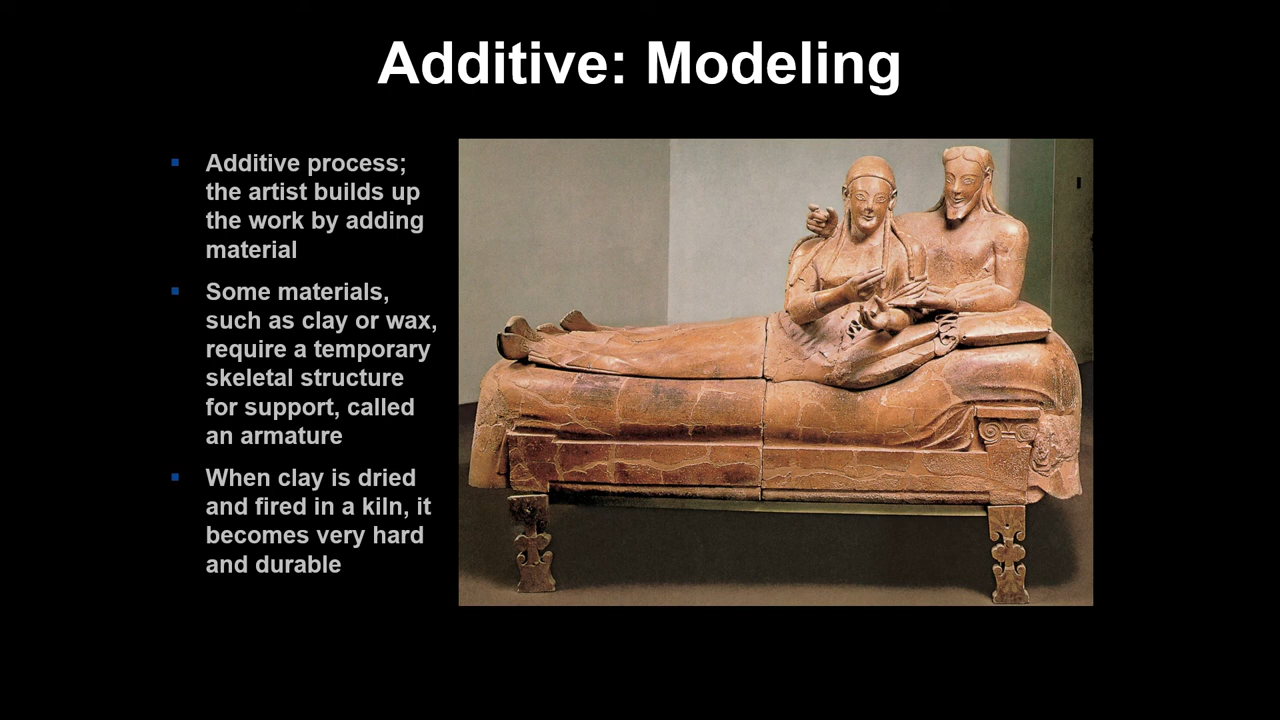 Additive: Modeling
Additive process;
the artist builds up
the work by adding
material
Some materials,
such as clay or wax,
require a temporary
skeletal structure
for support, called
an armature
When clay is dried
and fired in a kiln, it
becomes very hard
and durable